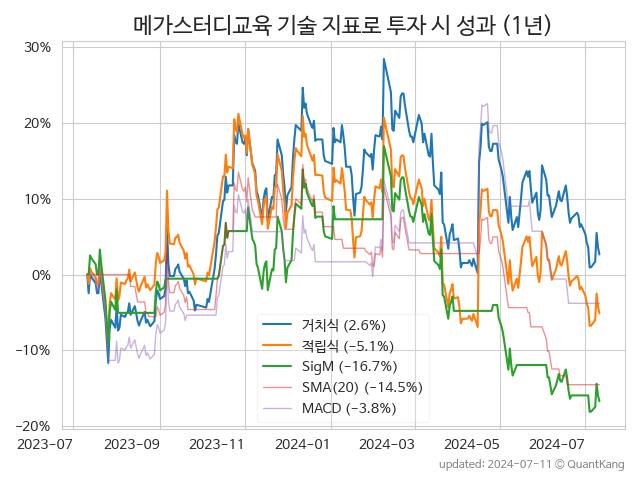 메가스터디교육 기술 지표로 투자 시 성과 (1년)
30%
20%
10%
0%
−10%
−20%
거치식 (2.6%)
적립식 (−5.1%)
SigM (−16.7%)
SMA(20) (−14.5%)
MACD (−3.8%)
2023-07 2023-09 2023-11 2024-01 2024-03 2024-05 2024-07
updated: 2024-07-11 © QuantKang